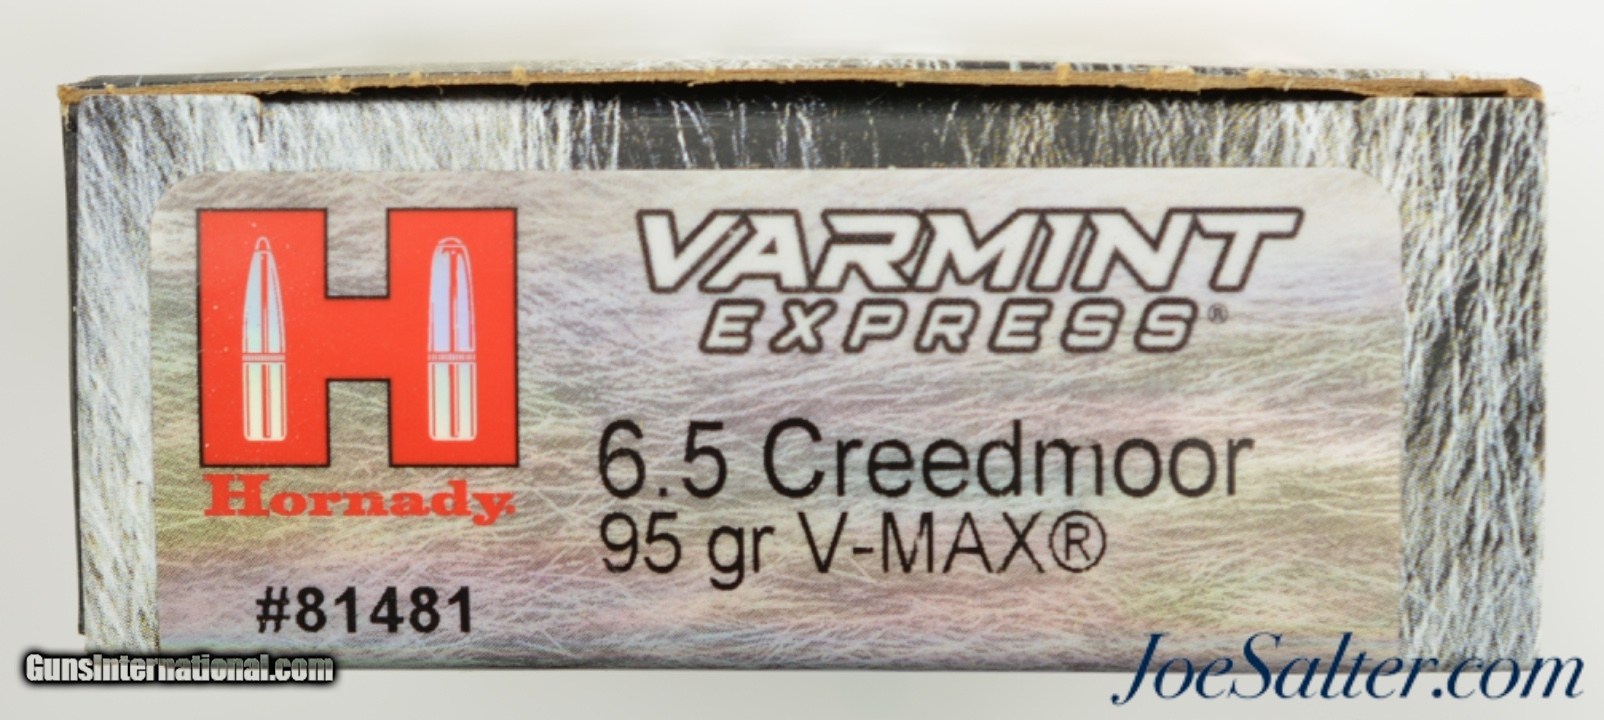 VARMINT
EXPRESS®
H
Hornady.
6.5 Creedmoor
95 gr V-MAX®
#81481
GunsInternational.com
JoeSalter.com